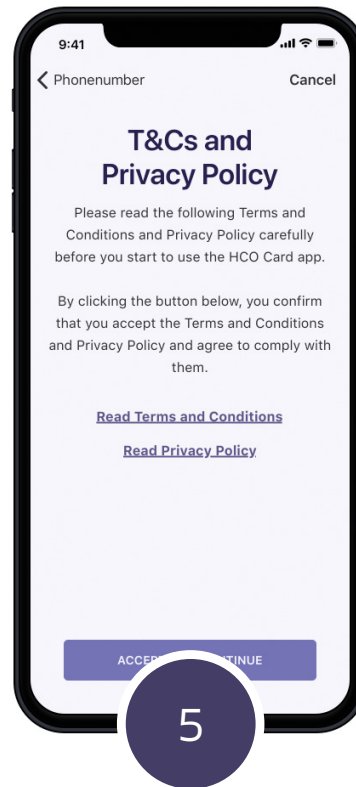 9:41
Phonenumber Cancel
T&Cs and
Privacy Policy
Please read the following Terms and
Conditions and Privacy Policy carefully
before you start to use the HCO Card app.
By clicking the button below, you confirm
that you accept the Terms and Conditions
and Privacy Policy and agree to comply with
them.
Read Terms and Conditions
Read Privacy Policy
5